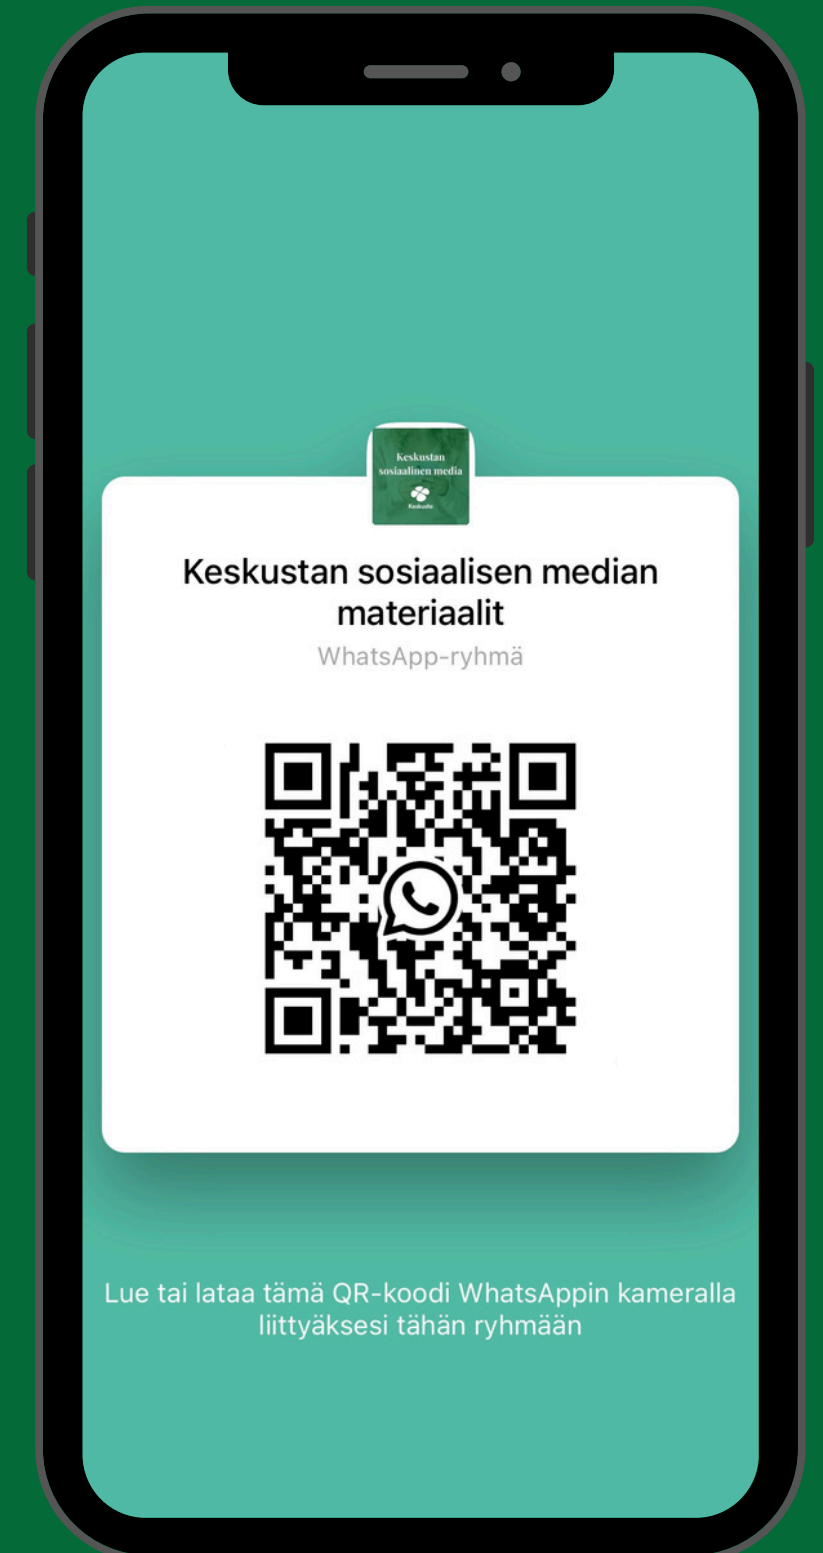 Keskustan
sosiaalinen media
Keskusta
Keskustan sosiaalisen median
materiaalit
WhatsApp-ryhmä
Lue tai lataa tämä QR-koodi WhatsAppin kameralla
liittyäksesi tähän ryhmään